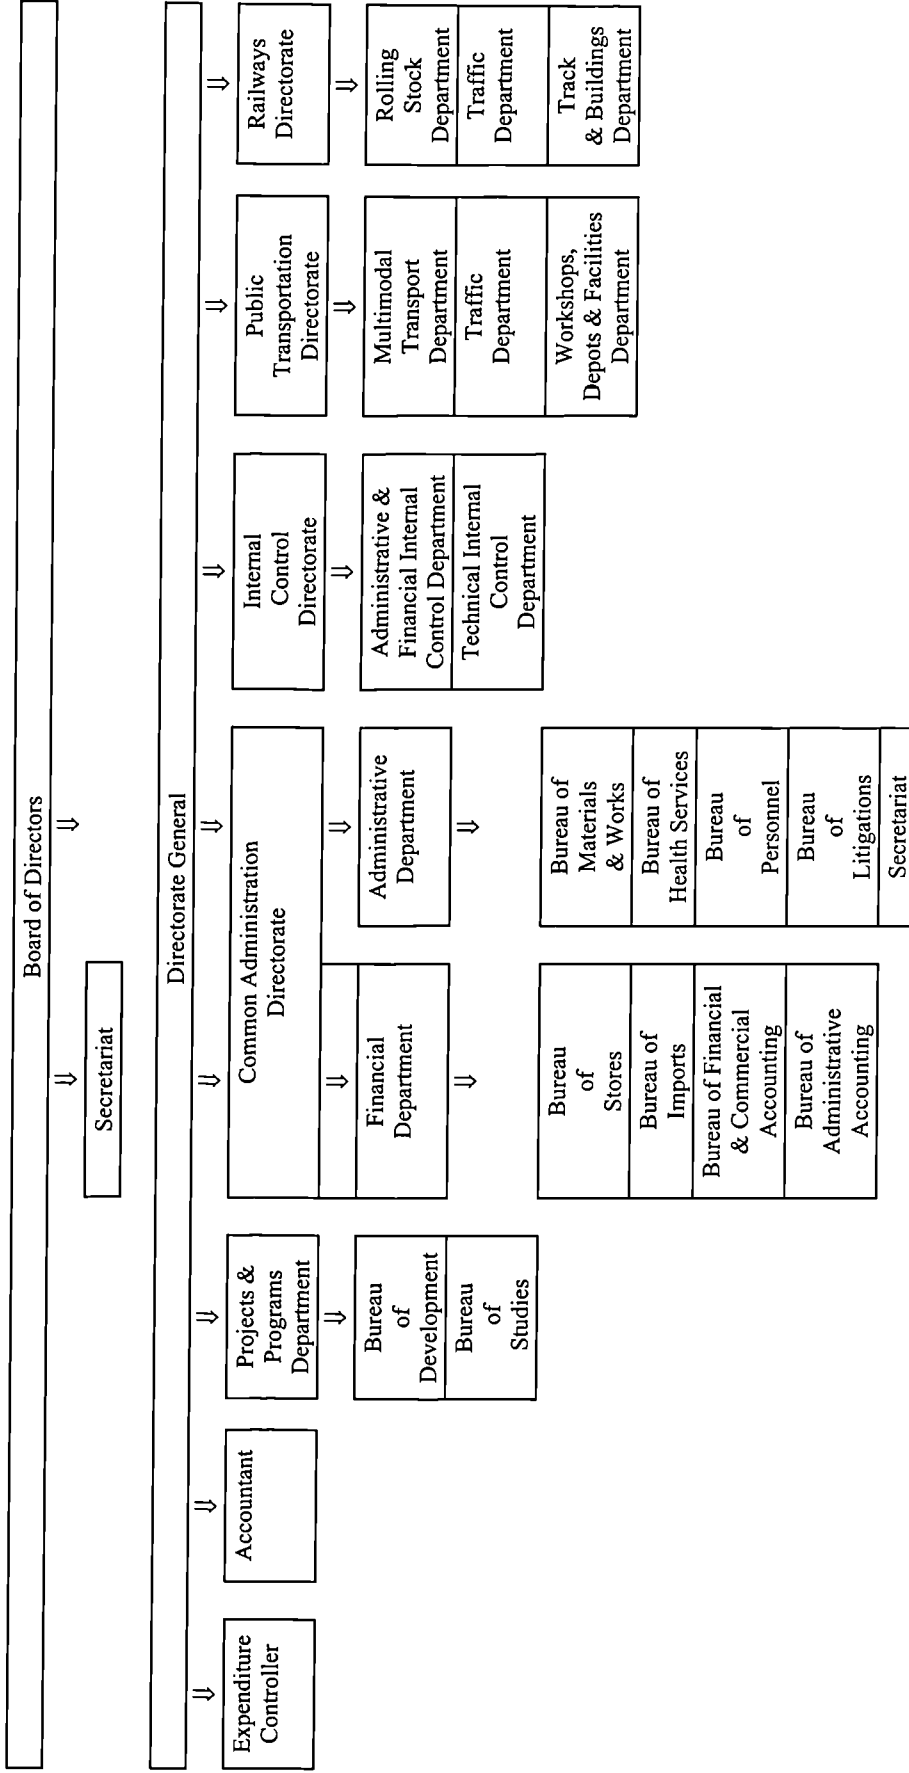 Board of Directors
Secretariat
Directorate General
Expenditure
Controller
Accountant
Projects &
Programs
Department
Common Administration
Directorate
Internal
Control
Directorate
Public
Transportation
Directorate
Railways
Directorate
Bureau
of
Development
Bureau
of
Studies
Financial
Department
Administrative
Department
Administrative &
Financial Internal
Control Department
Technical Internal
Control
Department
Multimodal
Transport
Department
Traffic
Department
Workshops,
Depots & Facilities
Department
Rolling
Stock
Department
Traffic
Department
Track
& Buildings
Department
Bureau
of
Stores
Bureau of
Imports
Bureau of Financial
& Commercial
Accounting
Bureau of
Administrative
Accounting
Bureau of
Materials
& Works
Bureau of
Health Services
Bureau
of
Personnel
Bureau
of
Litigations
Secretariat